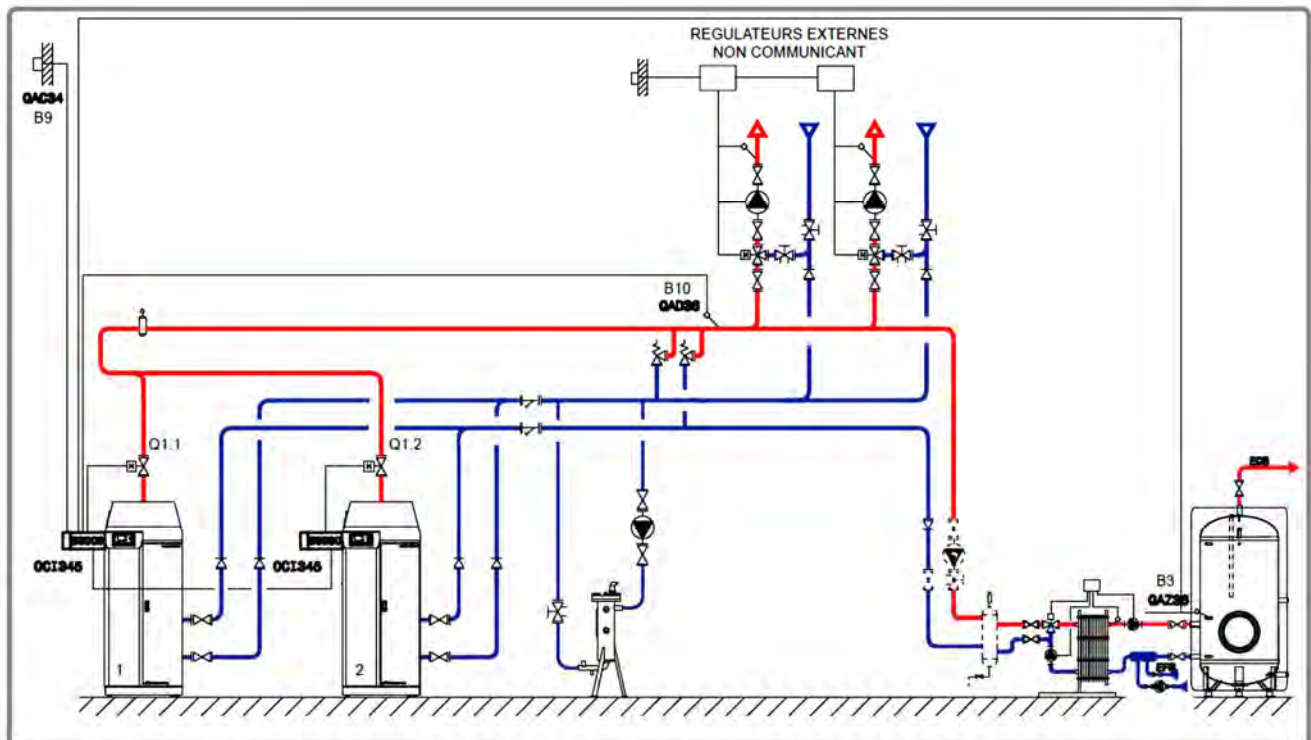 REGULATEURS EXTERNES
NON COMMUNICANT
QAC34
B9
B10
QAD36
Q1.1
Q1.2
ECS
OCI345
OCI345
B3
QAZ36
EFS
1
2